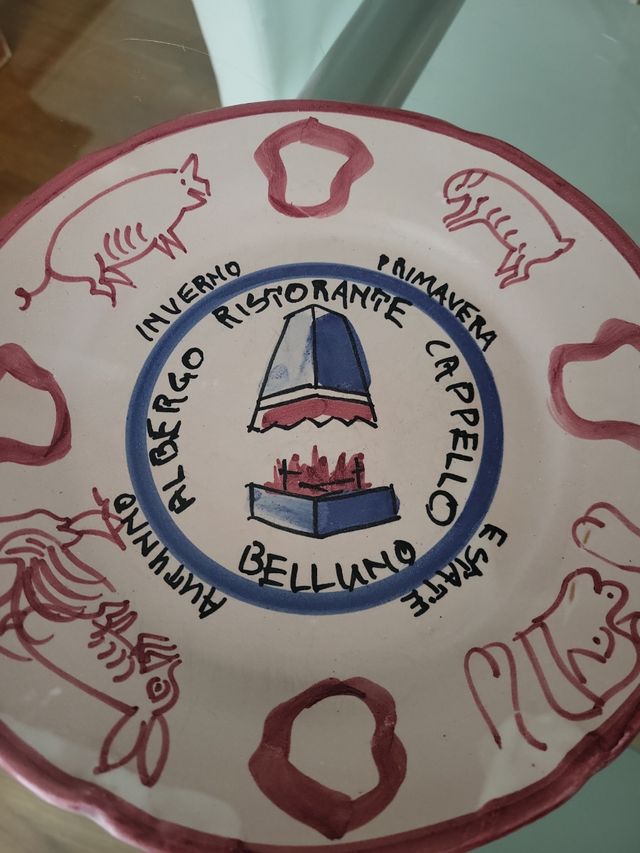 INVERNO
PRIMAVERA
ESTATE
AUTUNNO
ALBERGO RISTORANTE CAPPELLO
BELLUNO